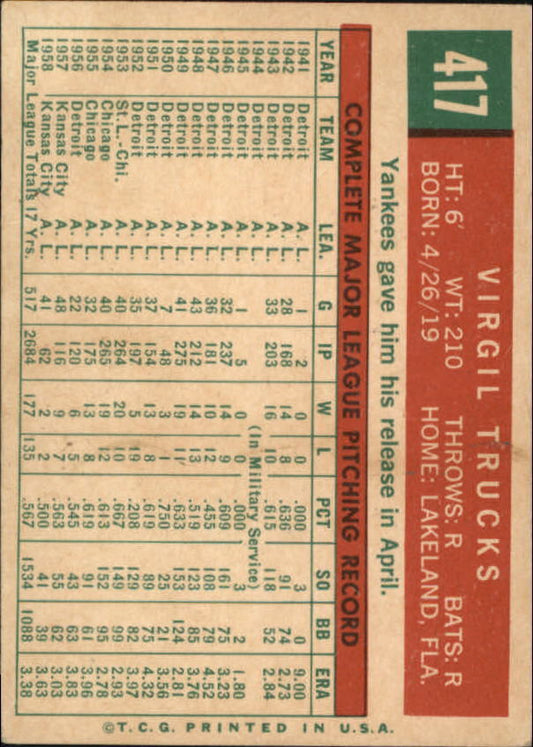 417
VIRGIL TRUCKS
HT: 6' WT: 210 THROWS: R BATS: R
BORN: 4/26/19 HOME: LAKELAND, FLA.
Yankees gave him his release in April.
COMPLETE MAJOR LEAGUE PITCHING RECORD
YEAR TEAM LEA. G IP W L PCT SO BB ERA
1941 Detroit A. L. 1 2 0 0 .000 3 0 9.00
1942 Detroit A. L. 28 168 14 8 .636 91 74 2.73
1943 Detroit A. L. 33 203 16 10 .615 118 52 2.84
1944 Detroit A. L. (In Military Service)
1945 Detroit A. L. 1 5 0 0 .000 3 2 1.80
1946 Detroit A. L. 32 237 14 9 .609 161 75 3.23
1947 Detroit A. L. 36 181 10 12 .455 108 79 4.52
1948 Detroit A. L. 43 212 14 13 .519 123 85 3.76
1949 Detroit A. L. 41 275 19 11 .633 153 124 2.81
1950 Detroit A. L. 7 48 3 1 .750 25 21 3.56
1951 Detroit A. L. 37 154 13 8 .619 89 75 4.32
1952 Detroit A. L. 35 197 5 19 .208 129 82 3.97
1953 St.L.-Chi. A. L. 40 264 20 10 .667 149 99 2.93
1954 Chicago A. L. 40 265 19 12 .613 152 95 2.78
1955 Chicago A. L. 32 175 13 8 .619 91 61 3.96
1956 Detroit A. L. 22 120 6 5 .545 43 63 3.83
1957 Kansas City A. L. 48 116 9 7 .563 55 62 3.03
1958 Kansas City A. L. 41 62 2 2 .500 41 39 3.63
Major League Totals 17 Yrs. 517 2684 177 135 .567 1534 1088 3.38
©T.C.G. PRINTED IN U.S.A.